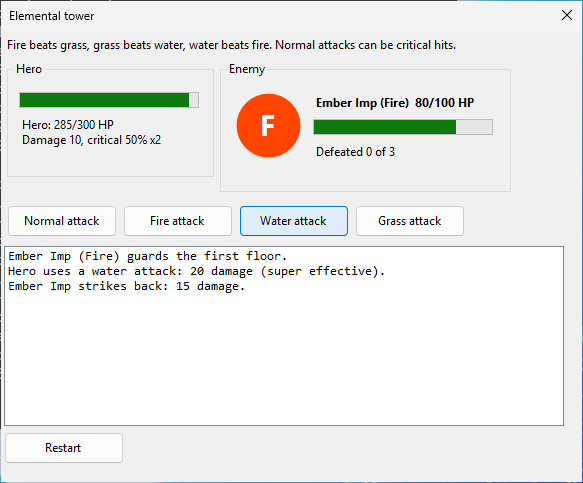 Elemental tower
Fire beats grass, grass beats water, water beats fire. Normal attacks can be critical hits.
Hero
Hero: 285/300 HP
Damage 10, critical 50% x2
Enemy
F
Ember Imp (Fire)  80/100 HP
Defeated 0 of 3
Normal attack
Fire attack
Water attack
Grass attack
Ember Imp (Fire) guards the first floor.
Hero uses a water attack: 20 damage (super effective).
Ember Imp strikes back: 15 damage.
Restart